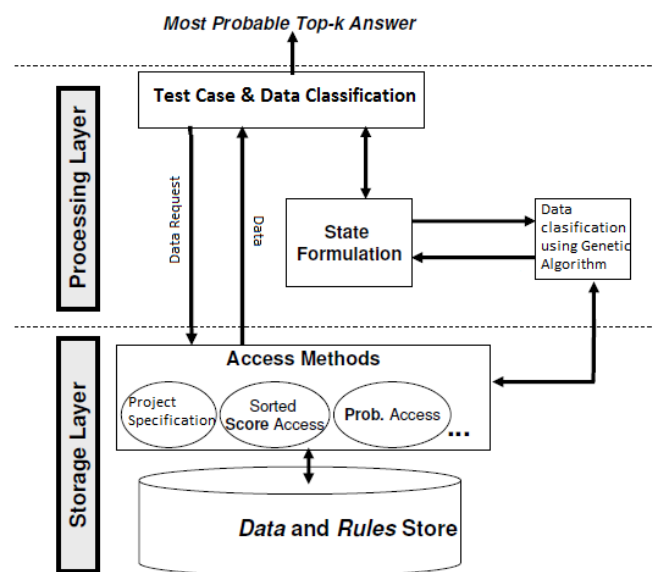 Most Probable Top-k Answer
Processing Layer
Test Case & Data Classification
Data Request
Data
State
Formulation
Data
clasification
using Genetic
Algorithm
Storage Layer
Access Methods
Project
Specification
Sorted
Score Access
Prob. Access
...
Data and Rules Store